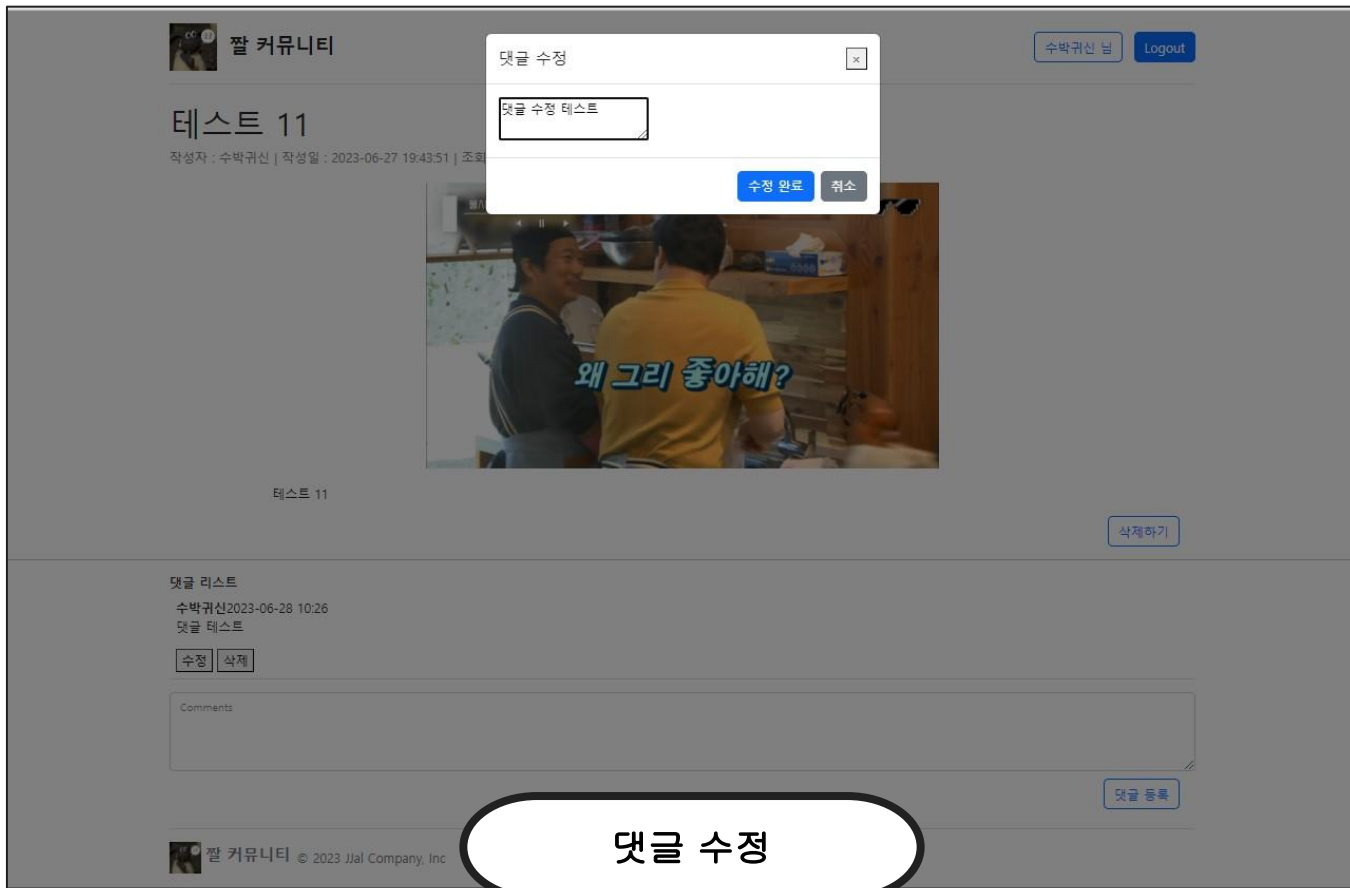 짤 커뮤니티
수박귀신 님
Logout
댓글 수정
×
댓글 수정 테스트
수정 완료
취소
테스트 11
작성자 : 수박귀신 | 작성일 : 2023-06-27 19:43:51 | 조회
왜 그리 좋아해?
테스트 11
삭제하기
댓글 리스트
수박귀신2023-06-28 10:26
댓글 테스트
수정 삭제
Comments
댓글 등록
짤 커뮤니티 © 2023 JJal Company, Inc
댓글 수정